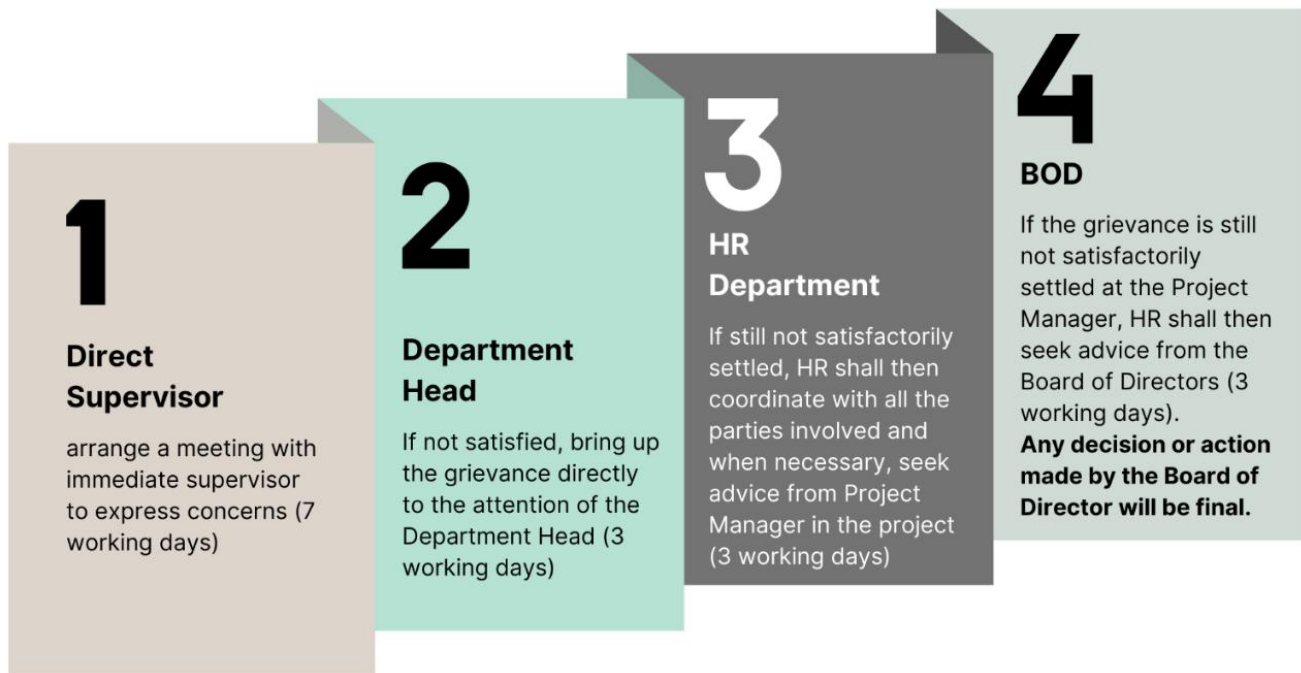 1
Direct
Supervisor
arrange a meeting with
immediate supervisor
to express concerns (7
working days)
2
Department
Head
If not satisfied, bring up
the grievance directly
to the attention of the
Department Head (3
working days)
3
HR
Department
If still not satisfactorily
settled, HR shall then
coordinate with all the
parties involved and
when necessary, seek
advice from Project
Manager in the project
(3 working days)
4
BOD
If the grievance is still
not satisfactorily
settled at the Project
Manager, HR shall then
seek advice from the
Board of Directors (3
working days).
Any decision or action
made by the Board of
Director will be final.